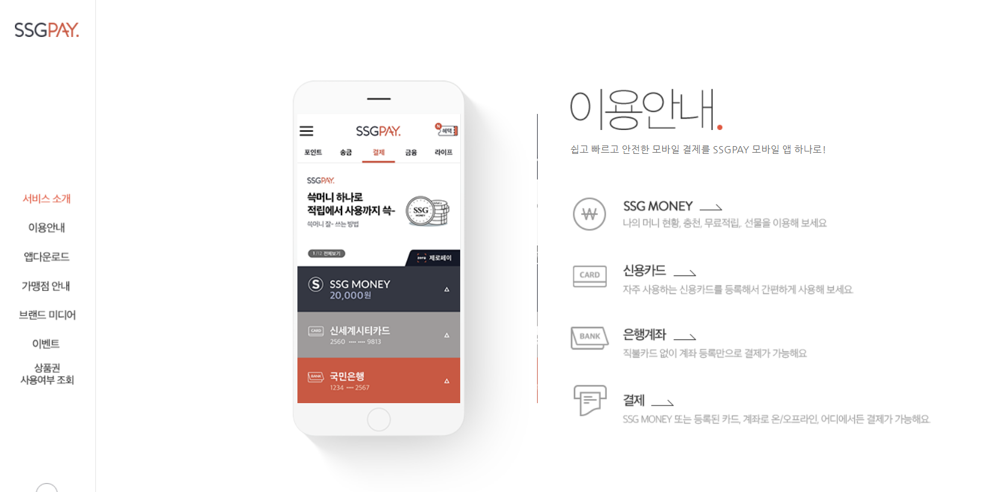 SSGPAY.
서비스 소개
이용안내
앱다운로드
가맹점 안내
브랜드 미디어
이벤트
상품권
사용여부 조회
SSGPAY.
N
혜택
포인트 송금 결제 금융 라이프
SSGPAY.
쓱머니 하나로
적립에서 사용까지 쓱-
쓱머니 잘- 쓰는 방법
SSG
MONEY
1/12 전체보기
zero 제로페이
S SSG MONEY
20,000원
CARD 신세계시티카드
2560 •••• •••• 9813
BANK 국민은행
1234 •••• 2567
이용안내.
쉽고 빠르고 안전한 모바일 결제를 SSGPAY 모바일 앱 하나로!
₩ SSG MONEY
나의 머니 현황, 충천, 무료적립, 선물을 이용해 보세요
CARD 신용카드
자주 사용하는 신용카드를 등록해서 간편하게 사용해 보세요.
BANK 은행계좌
직불카드 없이 계좌 등록만으로 결제가 가능해요
결제
SSG MONEY 또는 등록된 카드, 계좌로 온/오프라인, 어디에서든 결제가 가능해요.